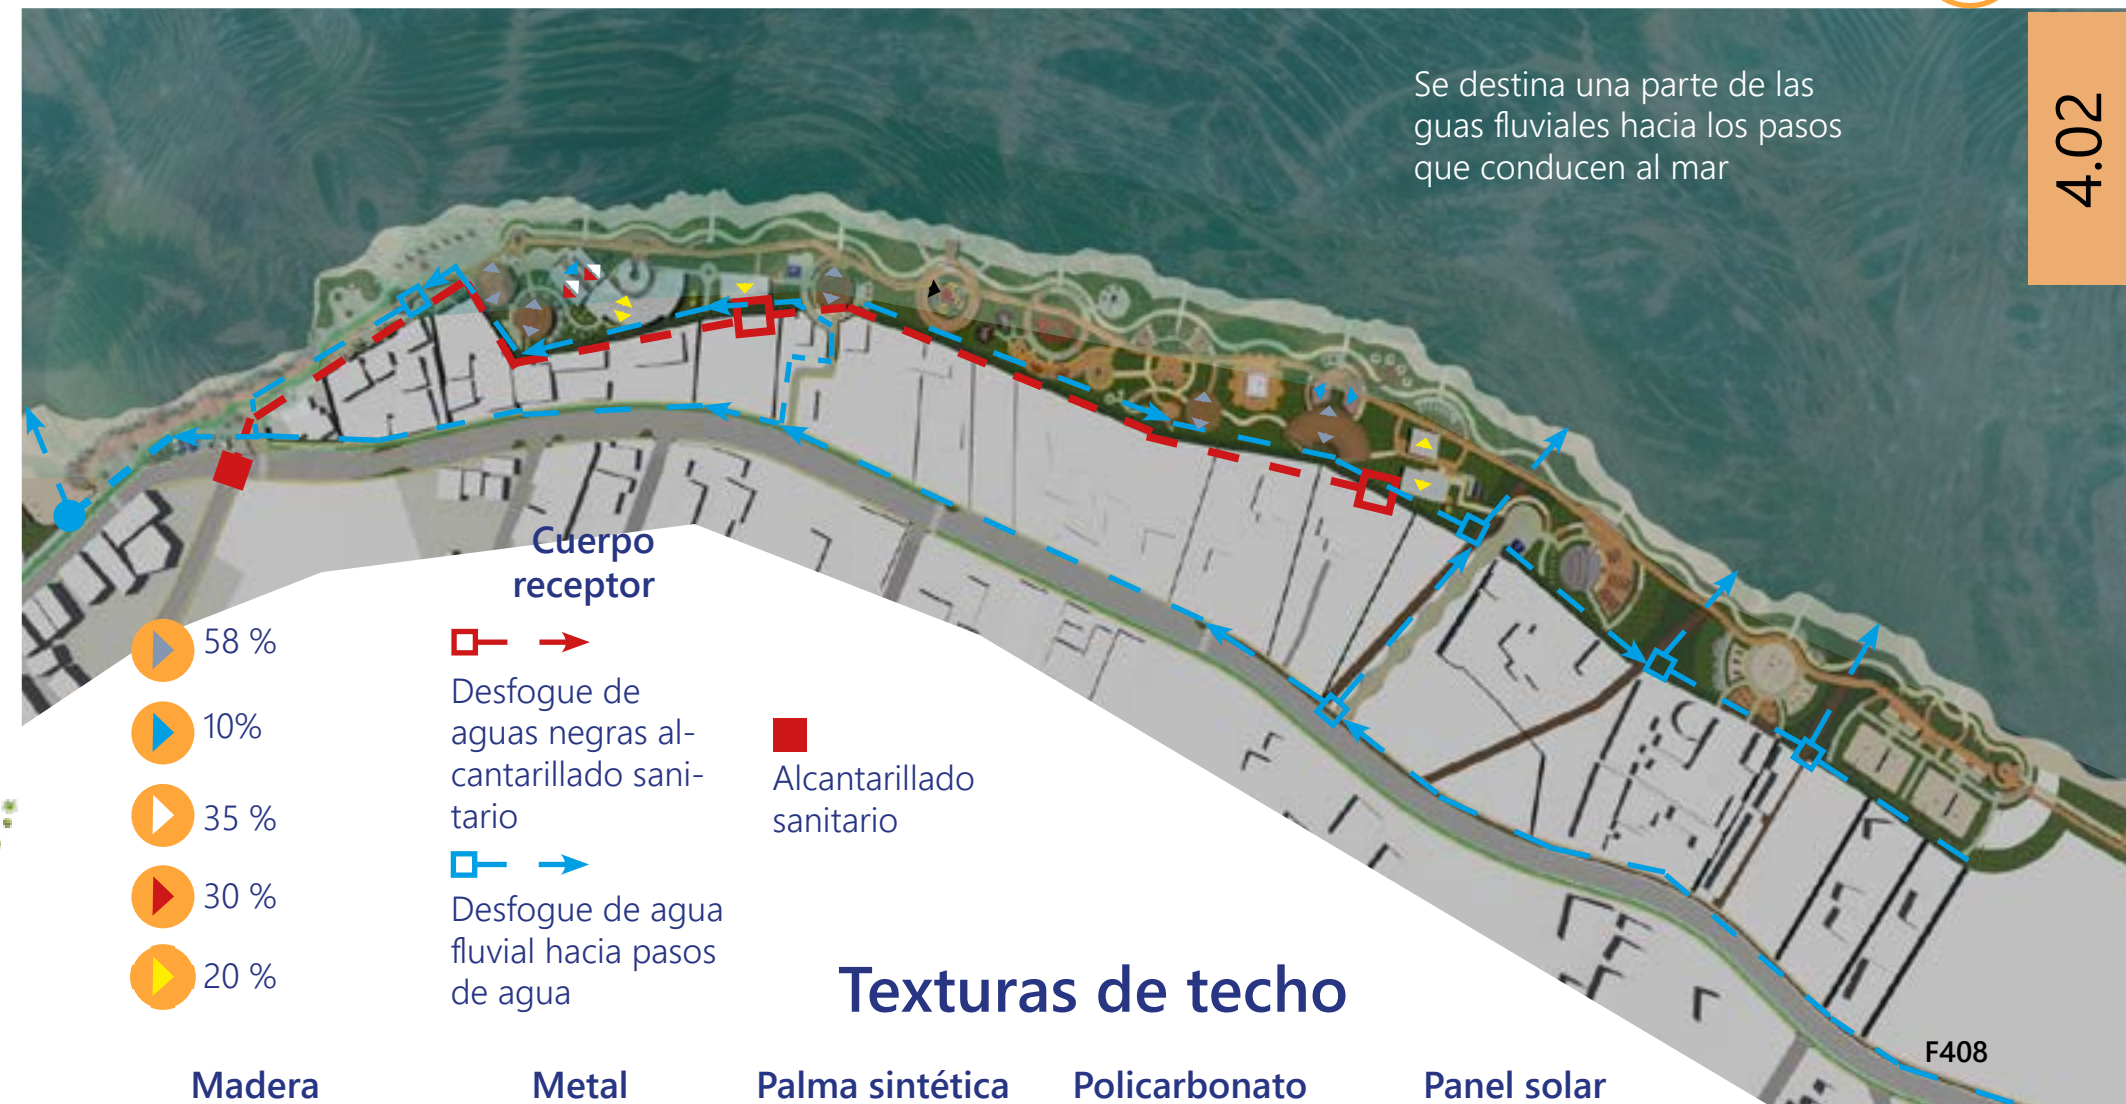 Se destina una parte de las
guas fluviales hacia los pasos
que conducen al mar
4.02
Cuerpo
receptor
58 %
10%
35 %
30 %
20 %
Desfogue de
aguas negras al-
cantarillado sani-
tario
Alcantarillado
sanitario
Desfogue de agua
fluvial hacia pasos
de agua
Texturas de techo
F408
Madera
Metal
Palma sintética
Policarbonato
Panel solar